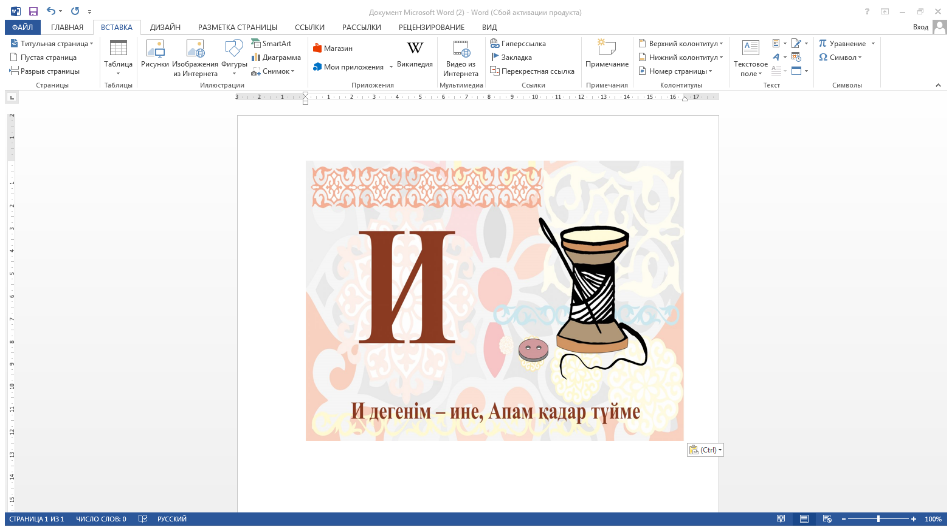 Документ Microsoft Word (2) - Word (Сбой активации продукта)
ФАЙЛ ГЛАВНАЯ ВСТАВКА ДИЗАЙН РАЗМЕТКА СТРАНИЦЫ ССЫЛКИ РАССЫЛКИ РЕЦЕНЗИРОВАНИЕ ВИД Вход
Титульная страница
Пустая страница
Разрыв страницы
Страницы
Таблица
Таблицы
Рисунки
Изображения из Интернета
Фигуры
SmartArt
Диаграмма
Снимок
Иллюстрации
Магазин
Мои приложения
W
Википедия
Приложения
Видео из Интернета
Мультимедиа
Гиперссылка
Закладка
Перекрестная ссылка
Ссылки
Примечание
Примечания
Верхний колонтитул
Нижний колонтитул
Номер страницы
Колонтитулы
Текстовое поле
Текст
π Уравнение
Ω Символ
Символы
И
И дегенім – ине, Апам қадар түйме
(Ctrl)
СТРАНИЦА 1 ИЗ 1 ЧИСЛО СЛОВ: 0 РУССКИЙ 100%